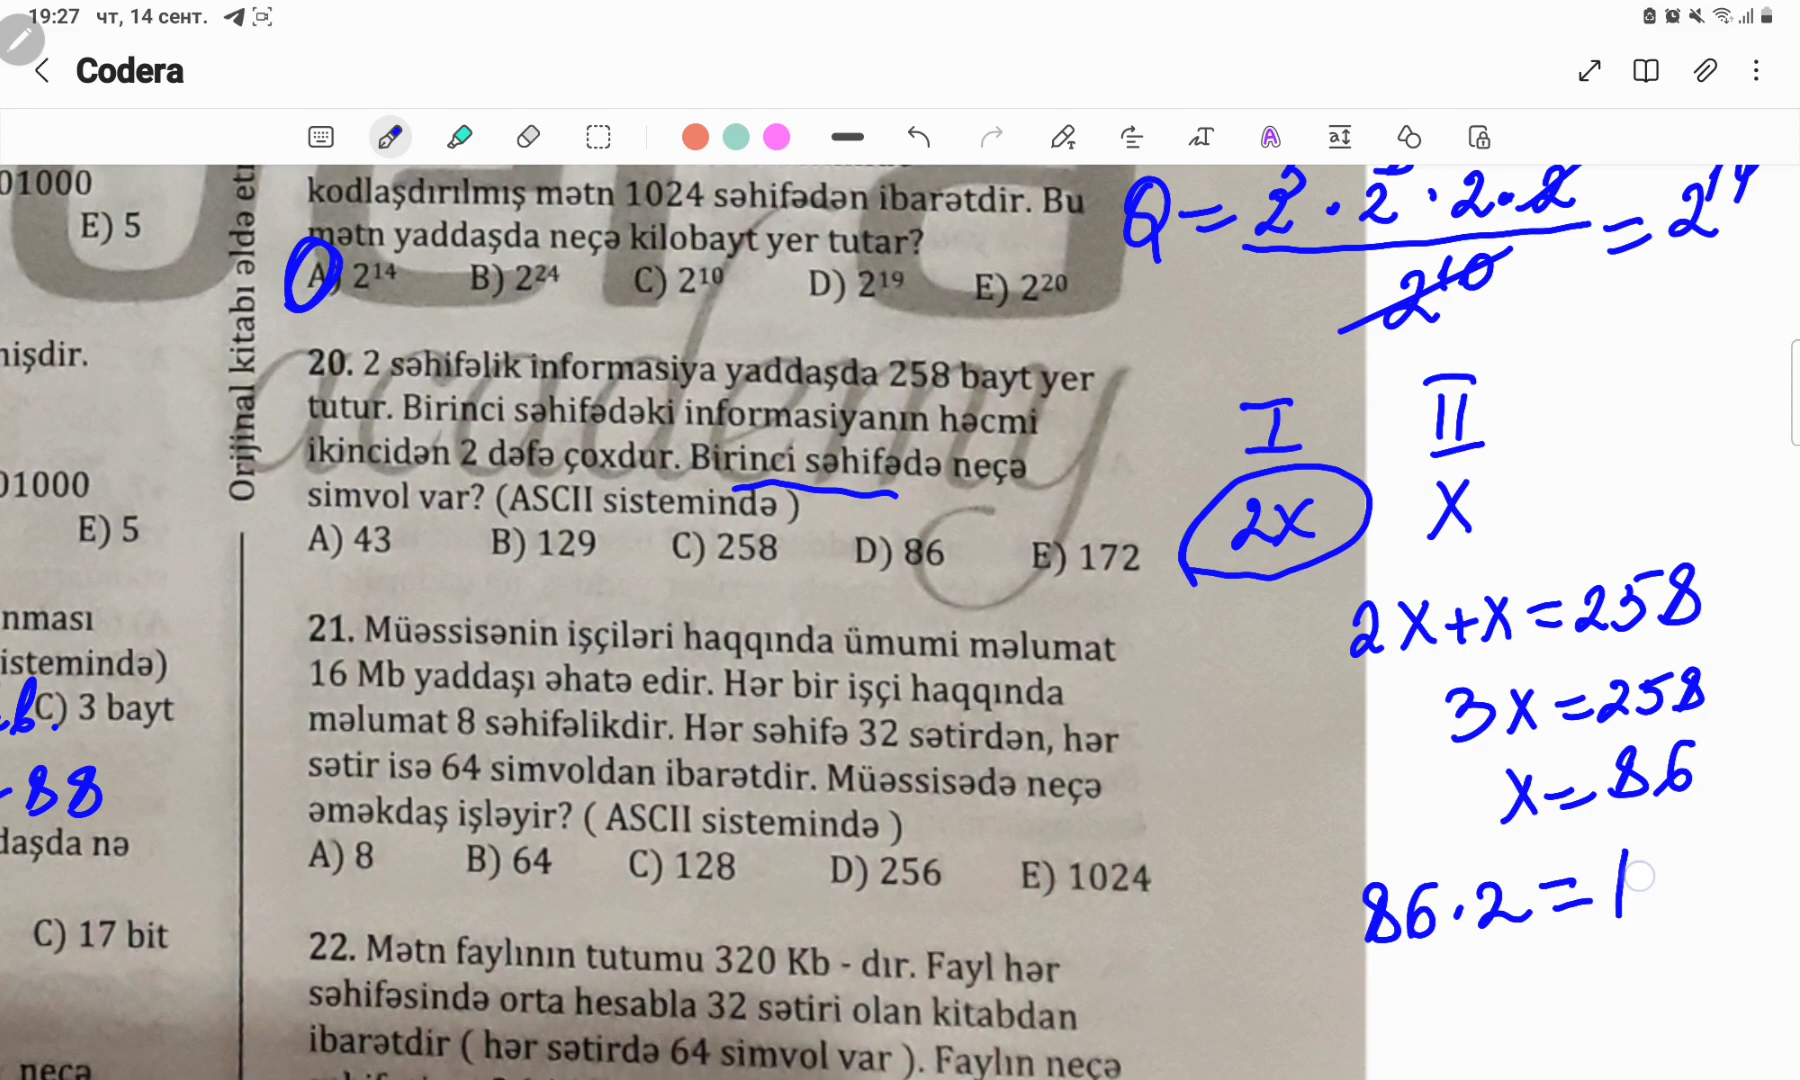 19:27 чт, 14 сент.
Codera
01000
E) 5
nişdir.
01000
E) 5
nması
istemində)
b. C) 3 bayt
-88
daşda nə
C) 17 bit
neçə
Orijinal kitabı əldə et
kodlaşdırılmış mətn 1024 səhifədən ibarətdir. Bu
mətn yaddaşda neçə kilobayt yer tutar?
A) 2¹⁴ B) 2²⁴ C) 2¹⁰ D) 2¹⁹ E) 2²⁰
20. 2 səhifəlik informasiya yaddaşda 258 bayt yer
tutur. Birinci səhifədəki informasiyanın həcmi
ikincidən 2 dəfə çoxdur. Birinci səhifədə neçə
simvol var? (ASCII sistemində )
A) 43 B) 129 C) 258 D) 86 E) 172
21. Müəssisənin işçiləri haqqında ümumi məlumat
16 Mb yaddaşı əhatə edir. Hər bir işçi haqqında
məlumat 8 səhifəlikdir. Hər səhifə 32 sətirdən, hər
sətir isə 64 simvoldan ibarətdir. Müəssisədə neçə
əməkdaş işləyir? ( ASCII sistemində )
A) 8 B) 64 C) 128 D) 256 E) 1024
22. Mətn faylının tutumu 320 Kb - dır. Fayl hər
səhifəsində orta hesabla 32 sətiri olan kitabdan
ibarətdir ( hər sətirdə 64 simvol var ). Faylın neçə
academy
= 2¹⁴
2¹⁰
I II
2x x
2x+x=258
3x=258
x=86
86·2=1